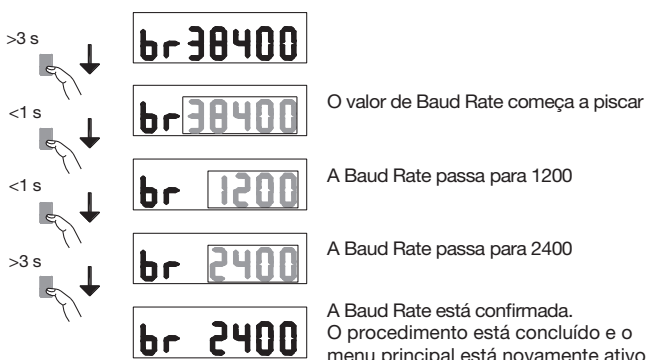 >3 s
br38400
<1 s
br38400
O valor de Baud Rate começa a piscar
<1 s
br 1200
A Baud Rate passa para 1200
>3 s
br 2400
A Baud Rate passa para 2400
br 2400
A Baud Rate está confirmada.
O procedimento está concluído e o
menu principal está novamente ativo